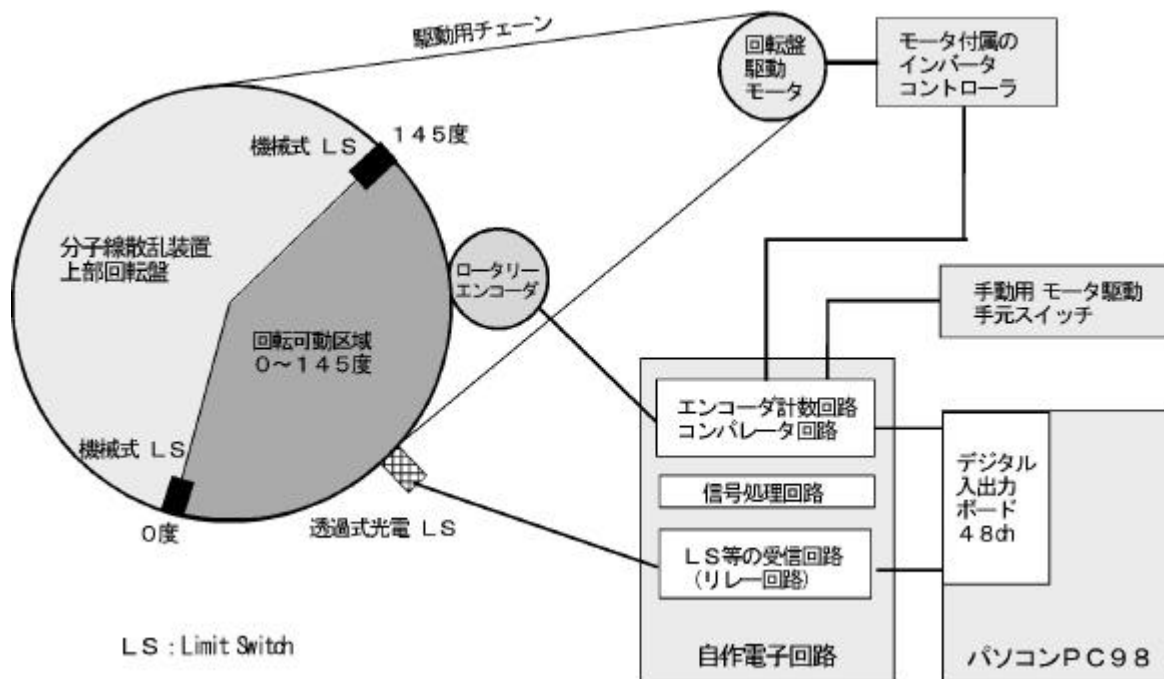 駆動用チェーン
回転盤
駆動
モータ
モータ付属の
インバータ
コントローラ
機械式 ＬＳ
１４５度
分子線散乱装置
上部回転盤
ロータリー
エンコーダ
手動用 モータ駆動
手元スイッチ
回転可動区域
０～１４５度
エンコーダ計数回路
コンパレータ回路
機械式 ＬＳ
デジタル
入出力
ボード
４８ch
信号処理回路
０度
透過式光電 ＬＳ
ＬＳ等の受信回路
（リレー回路）
ＬＳ：Limit Switch
自作電子回路
パソコンＰＣ９８